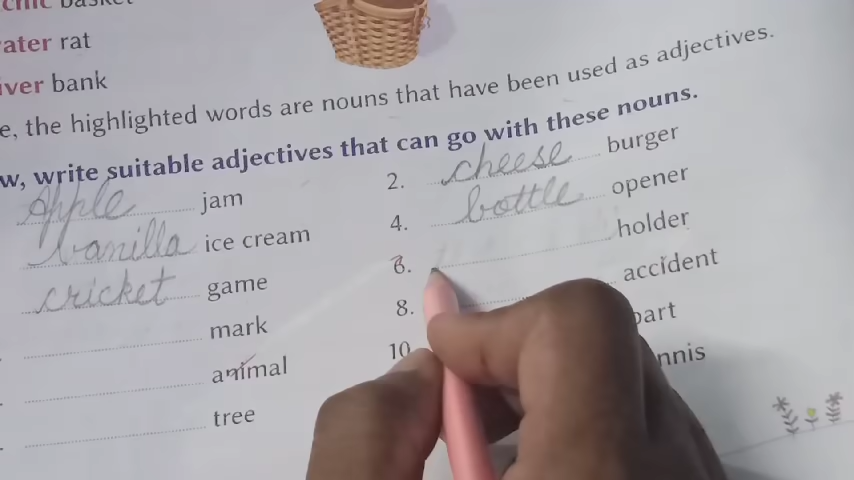 basket
ater rat
iver bank
e, the highlighted words are nouns that have been used as adjectives.
w, write suitable adjectives that can go with these nouns.
Apple jam
2. cheese burger
vanilla ice cream
4. bottle opener
cricket game
6. holder
mark
8. accident
animal
10. part
tree
nnis